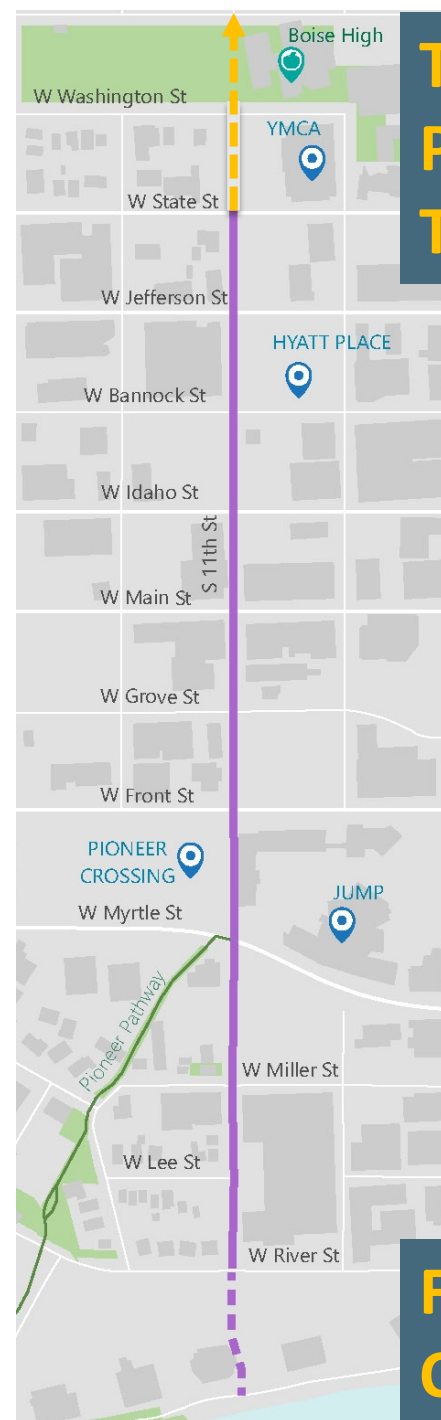 Boise High
T
P
T
W Washington St
YMCA
W State St
W Jefferson St
HYATT PLACE
W Bannock St
W Idaho St
S 11th St
W Main St
W Grove St
W Front St
PIONEER
CROSSING
JUMP
W Myrtle St
Pioneer Pathway
W Miller St
W Lee St
W River St